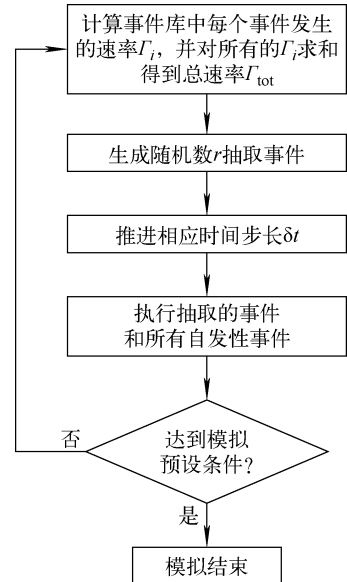 计算事件库中每个事件发生
的速率Γi，并对所有的Γi求和
得到总速率Γtot
生成随机数r抽取事件
推进相应时间步长δt
执行抽取的事件
和所有自发性事件
达到模拟
预设条件?
否
是
模拟结束